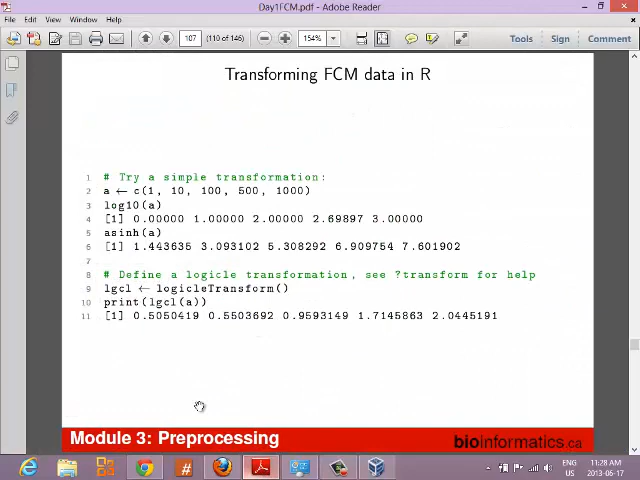 Day1FCM.pdf - Adobe Reader
File Edit View Window Help
107 (110 of 146) 154% Tools Sign Comment
Transforming FCM data in R
1 # Try a simple transformation:
2 a ← c(1, 10, 100, 500, 1000)
3 log10(a)
4 [1] 0.00000 1.00000 2.00000 2.69897 3.00000
5 asinh(a)
6 [1] 1.443635 3.093102 5.308292 6.909754 7.601902
7
8 # Define a logicle transformation, see ?transform for help
9 lgcl ← logicleTransform()
10 print(lgcl(a))
11 [1] 0.5050419 0.5503692 0.9593149 1.7145863 2.0445191
Module 3: Preprocessing
bioinformatics.ca
ENG
US
11:28 AM
2013-06-17